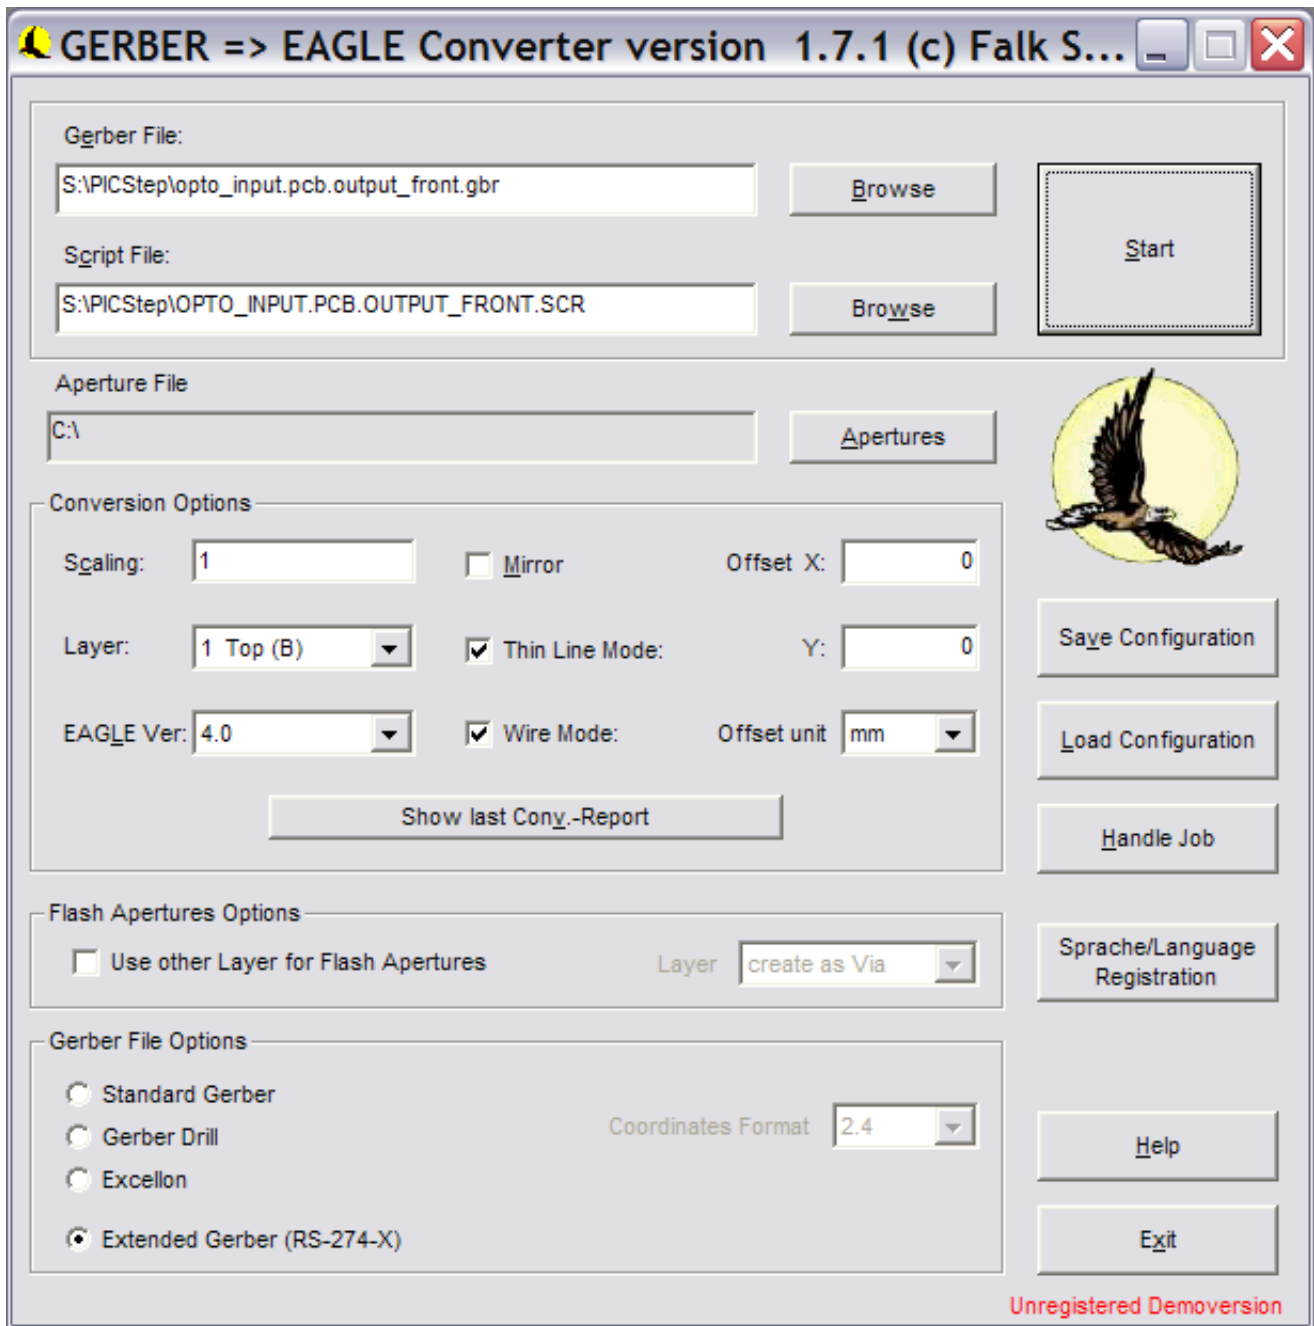 GERBER => EAGLE Converter version 1.7.1 (c) Falk S...
Gerber File:
S:\PICStep\opto_input.pcb.output_front.gbr
Browse
Start
Script File:
S:\PICStep\OPTO_INPUT.PCB.OUTPUT_FRONT.SCR
Browse
Aperture File
C:\
Apertures
Conversion Options
Scaling: 1 Mirror Offset X: 0
Layer: 1 Top (B) Thin Line Mode: Y: 0
EAGLE Ver: 4.0 Wire Mode: Offset unit mm
Show last Conv.-Report
Save Configuration
Load Configuration
Handle Job
Flash Apertures Options
Use other Layer for Flash Apertures Layer create as Via
Sprache/Language
Registration
Gerber File Options
Standard Gerber
Gerber Drill
Excellon
Extended Gerber (RS-274-X)
Coordinates Format 2.4
Help
Exit
Unregistered Demoversion